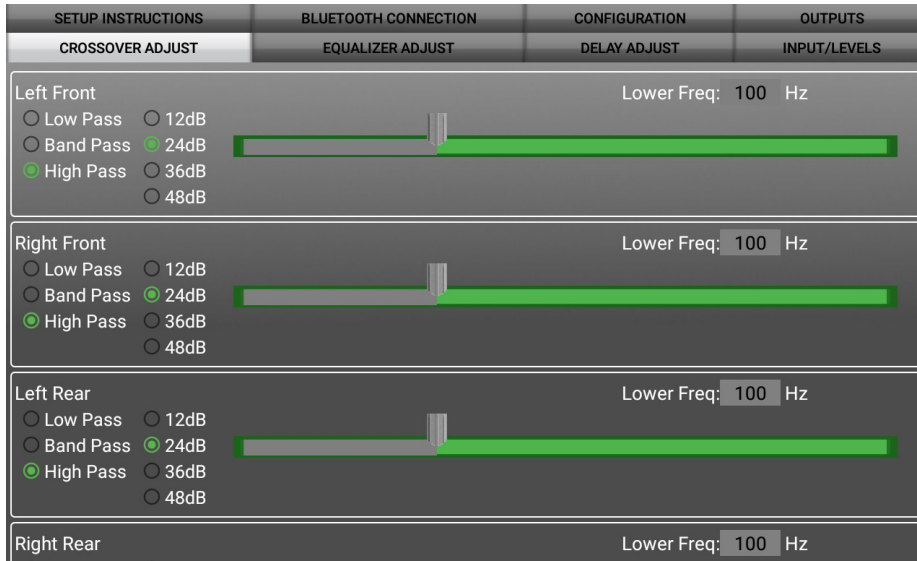 SETUP INSTRUCTIONS BLUETOOTH CONNECTION CONFIGURATION OUTPUTS
CROSSOVER ADJUST EQUALIZER ADJUST DELAY ADJUST INPUT/LEVELS
Left Front Lower Freq: 100 Hz
Low Pass 12dB
Band Pass 24dB
High Pass 36dB
48dB
Right Front Lower Freq: 100 Hz
Low Pass 12dB
Band Pass 24dB
High Pass 36dB
48dB
Left Rear Lower Freq: 100 Hz
Low Pass 12dB
Band Pass 24dB
High Pass 36dB
48dB
Right Rear Lower Freq: 100 Hz